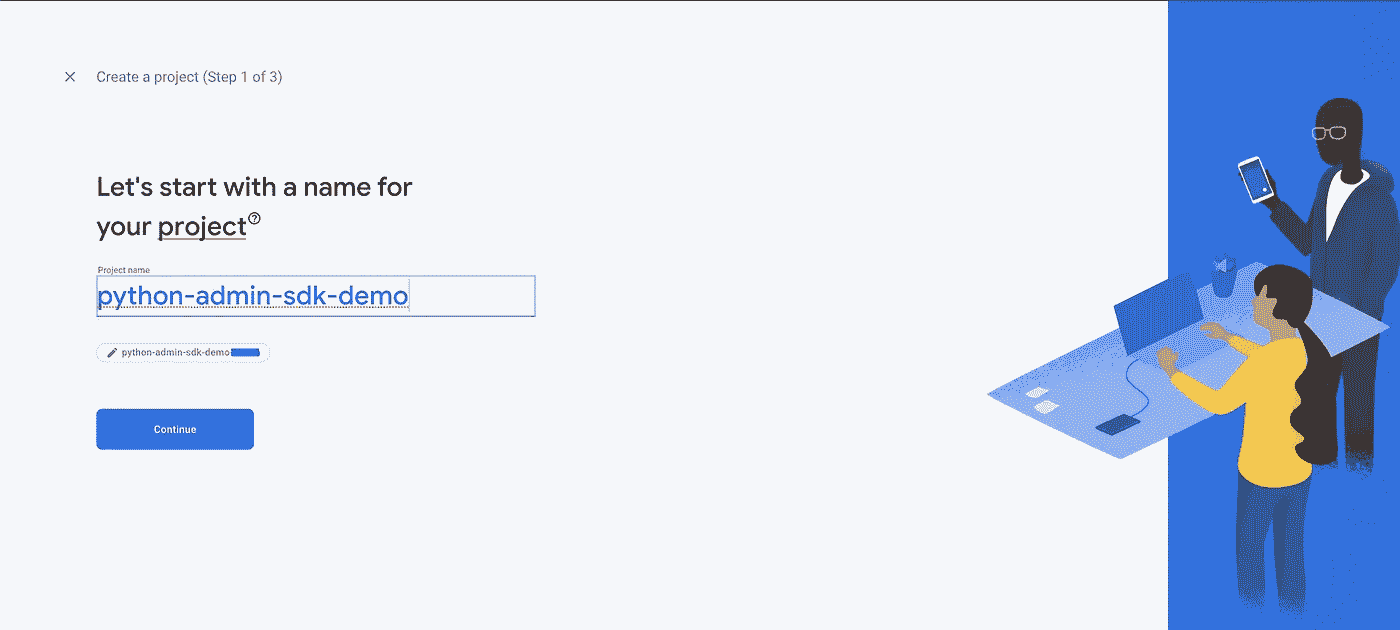 Create a project (Step 1 of 3)
Let's start with a name for
your project
Project name
python-admin-sdk-demo
python-admin-sdk-demo
Continue